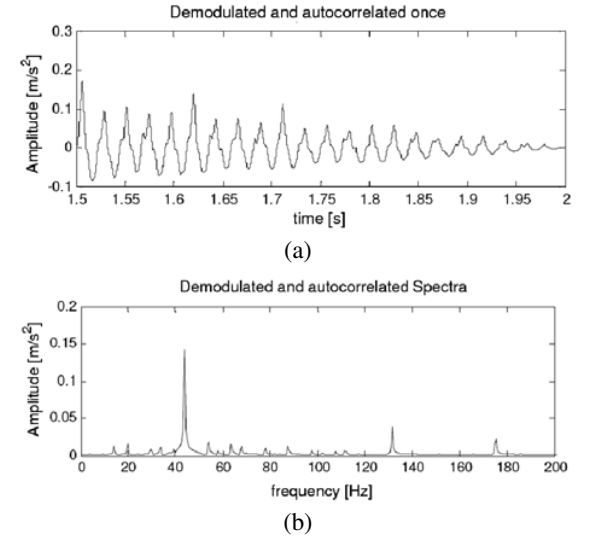 Demodulated and autocorrelated once
0.3
0.2
0.1
0
-0.1
Amplitude [m/s²]
1.5 1.55 1.6 1.65 1.7 1.75 1.8 1.85 1.9 1.95 2
time [s]
(a)
Demodulated and autocorrelated Spectra
0.2
0.15
0.1
0.05
0
Amplitude [m/s²]
0 20 40 60 80 100 120 140 160 180 200
frequency [Hz]
(b)